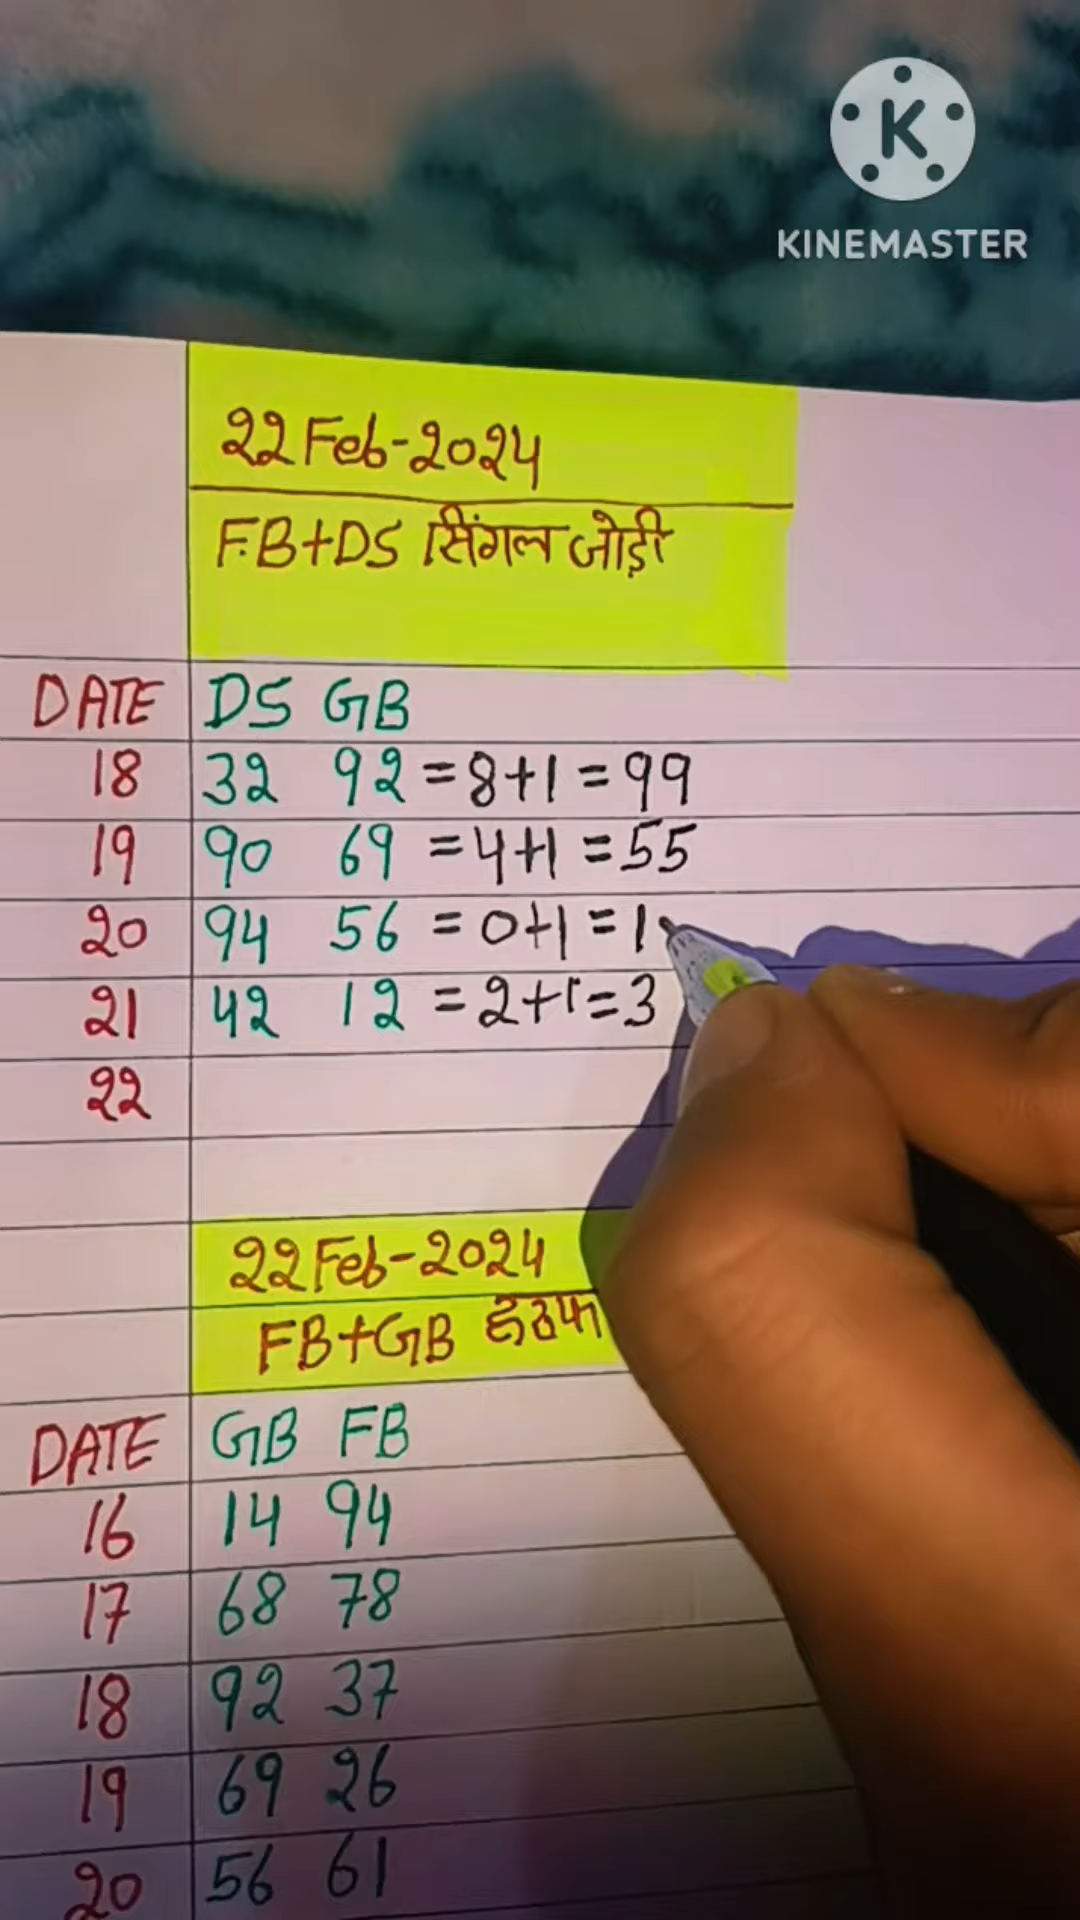 K
KINEMASTER
22 Feb-2024
F.B+DS सिंगल जोड़ी
DATE DS GB
18 32 92 = 8+1 = 99
19 90 69 = 4+1 = 55
20 94 56 = 0+1 = 1
21 42 12 = 2+1 = 3
22
22 Feb-2024
FB+GB
DATE GB FB
16 14 94
17 68 78
18 92 37
19 69 26
20 56 61